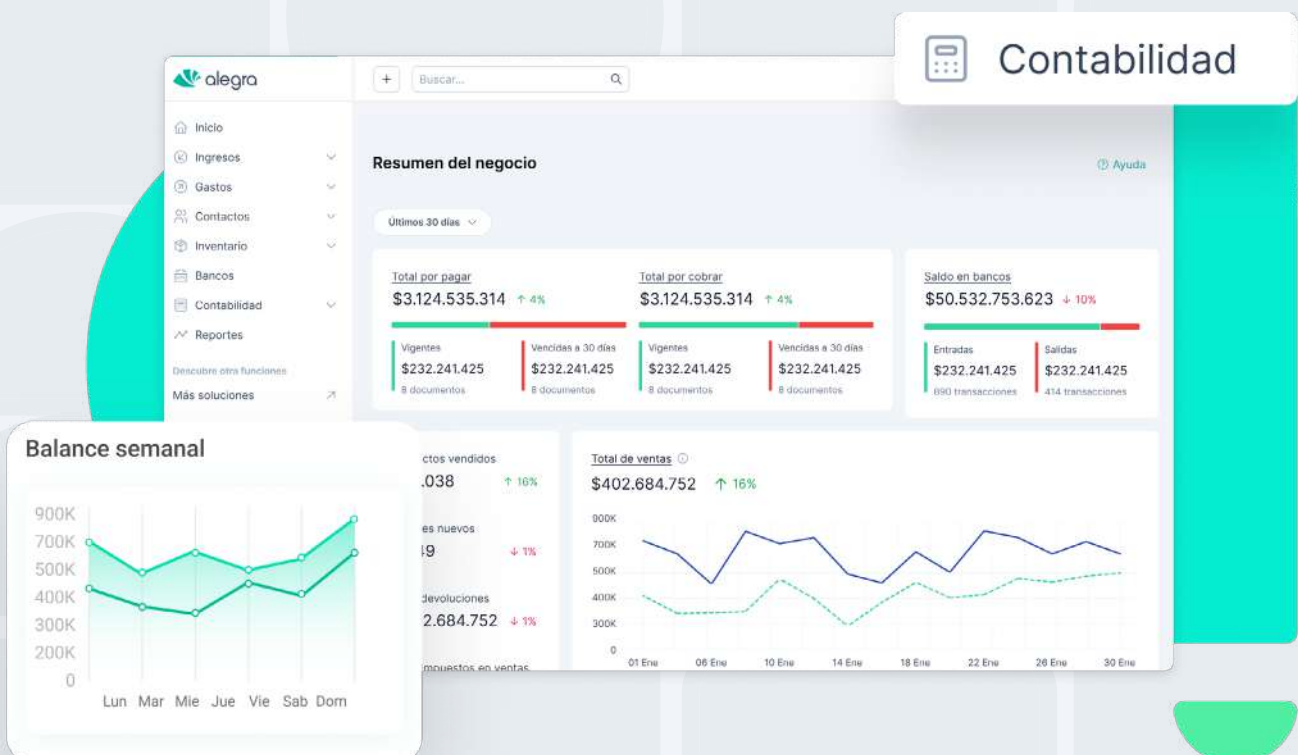 Contabilidad
alegra
+
Buscar...
Inicio
Ingresos
Gastos
Contactos
Inventario
Bancos
Contabilidad
Reportes
Descubre otra funciones
Más soluciones
Resumen del negocio
Ayuda
Últimos 30 días
Total por pagar
$3.124.535.314 ↑ 4%
Vigentes
$232.241.425
8 documentos
Vencidas a 30 días
$232.241.425
8 documentos
Total por cobrar
$3.124.535.314 ↑ 4%
Vigentes
$232.241.425
8 documentos
Vencidas a 30 días
$232.241.425
8 documentos
Saldo en bancos
$50.532.753.623 ↓ 10%
Entradas
$232.241.425
690 transacciones
Salidas
$232.241.425
414 transacciones
ctos vendidos
.038 ↑ 16%
es nuevos
↓ 1%
devoluciones
2.684.752 ↓ 1%
impuestos en ventas
Total de ventas
$402.684.752 ↑ 16%
900K
700K
500K
400K
300K
0
01 Ene 06 Ene 10 Ene 14 Ene 18 Ene 22 Ene 26 Ene 30 Ene
Balance semanal
900K
700K
500K
400K
300K
200K
0
Lun Mar Mie Jue Vie Sab Dom